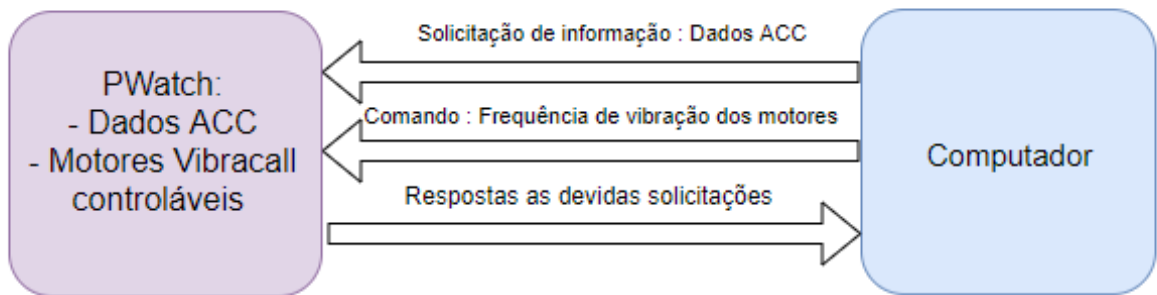 PWatch:
- Dados ACC
- Motores Vibracall
controláveis
Solicitação de informação : Dados ACC
Comando : Frequência de vibração dos motores
Respostas as devidas solicitações
Computador